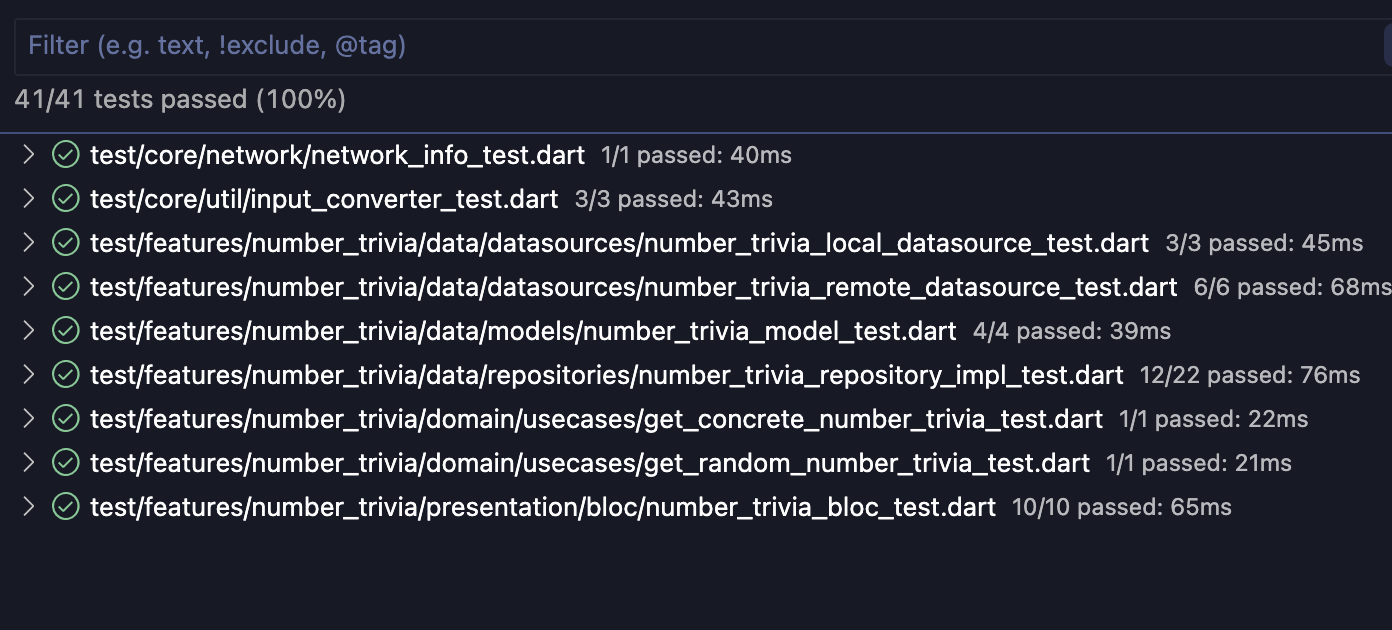 Filter (e.g. text, !exclude, @tag)
41/41 tests passed (100%)
test/core/network/network_info_test.dart 1/1 passed: 40ms
test/core/util/input_converter_test.dart 3/3 passed: 43ms
test/features/number_trivia/data/datasources/number_trivia_local_datasource_test.dart 3/3 passed: 45ms
test/features/number_trivia/data/datasources/number_trivia_remote_datasource_test.dart 6/6 passed: 68ms
test/features/number_trivia/data/models/number_trivia_model_test.dart 4/4 passed: 39ms
test/features/number_trivia/data/repositories/number_trivia_repository_impl_test.dart 12/22 passed: 76ms
test/features/number_trivia/domain/usecases/get_concrete_number_trivia_test.dart 1/1 passed: 22ms
test/features/number_trivia/domain/usecases/get_random_number_trivia_test.dart 1/1 passed: 21ms
test/features/number_trivia/presentation/bloc/number_trivia_bloc_test.dart 10/10 passed: 65ms